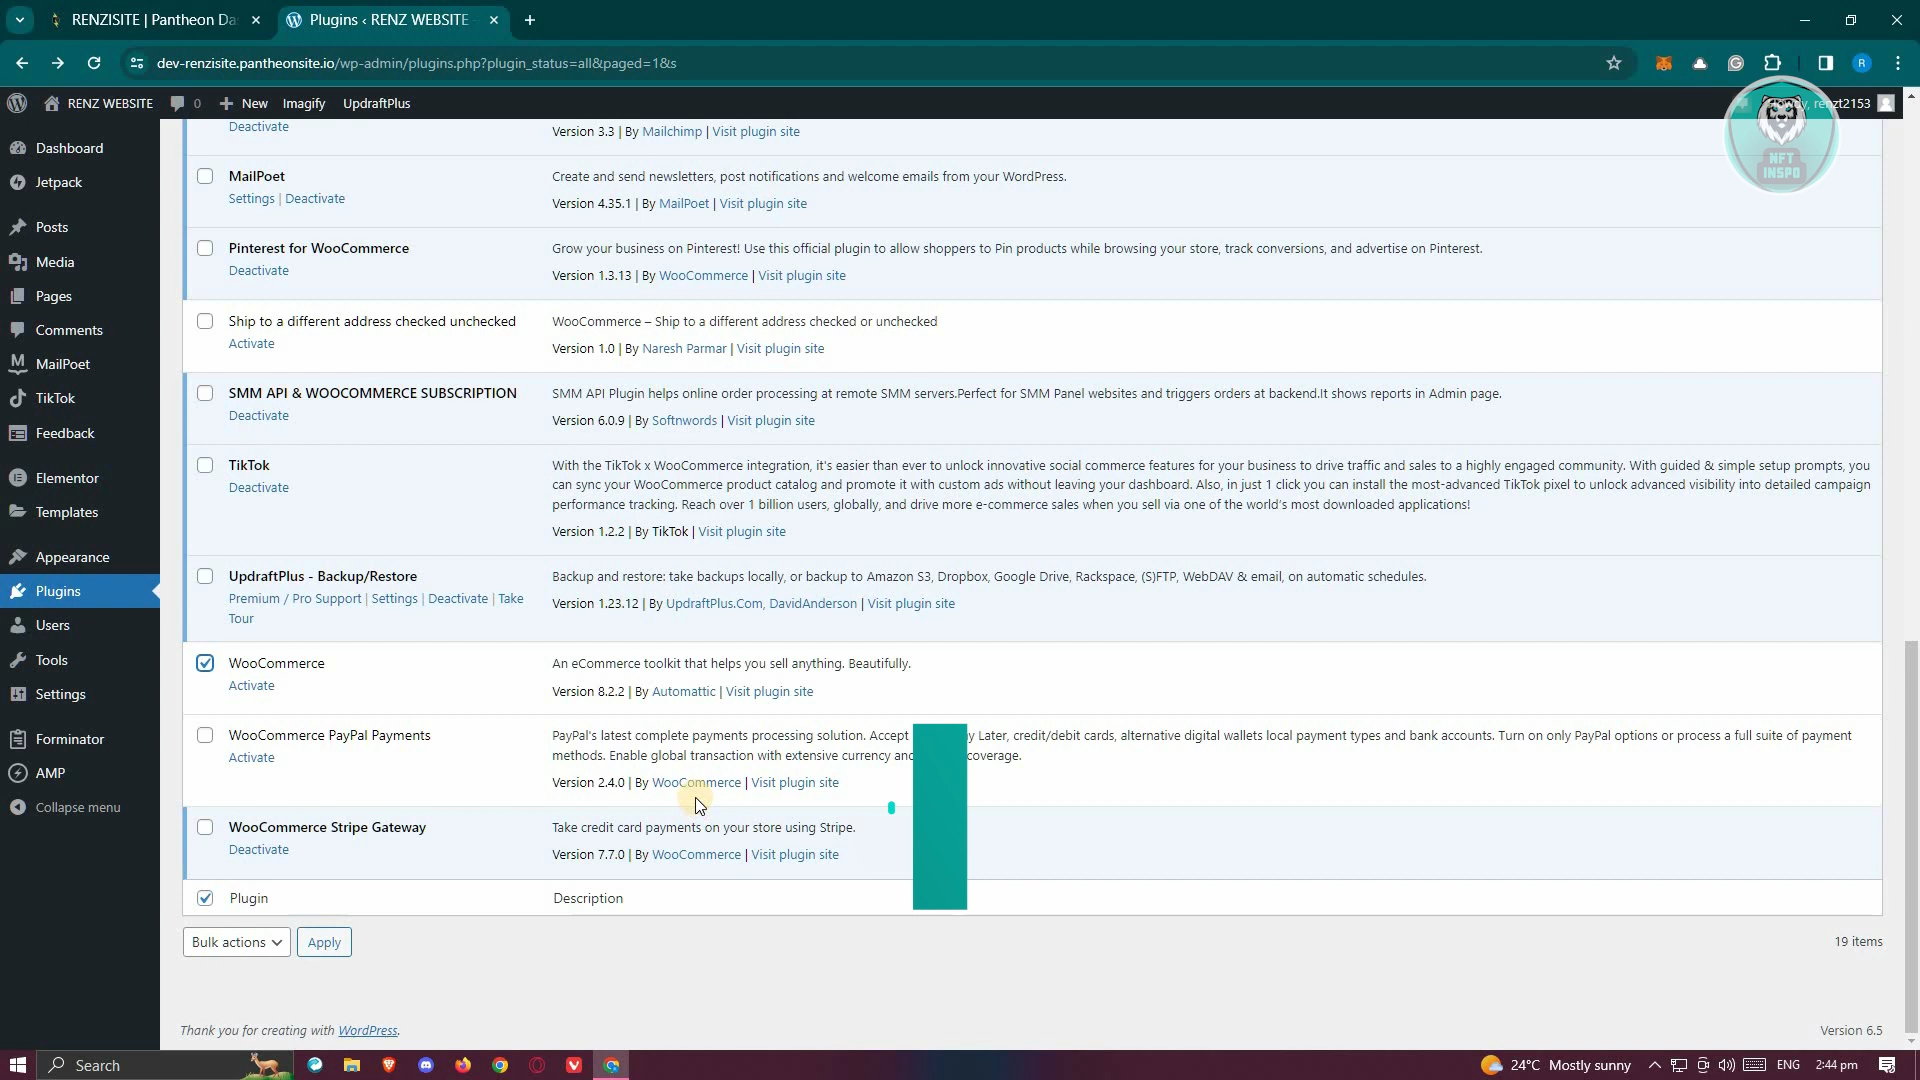 RENZISITE | Pantheon Da
Plugins ‹ RENZ WEBSITE
dev-renzisite.pantheonsite.io/wp-admin/plugins.php?plugin_status=all&paged=1&s
R
RENZ WEBSITE
0
New
Imagify
UpdraftPlus
Howdy, renzt2153
NFT
INSPO
Dashboard
Jetpack
Posts
Media
Pages
Comments
MailPoet
TikTok
Feedback
Elementor
Templates
Appearance
Plugins
Users
Tools
Settings
Forminator
AMP
Collapse menu
Deactivate
Version 3.3 | By Mailchimp | Visit plugin site
MailPoet
Create and send newsletters, post notifications and welcome emails from your WordPress.
Settings | Deactivate
Version 4.35.1 | By MailPoet | Visit plugin site
Pinterest for WooCommerce
Grow your business on Pinterest! Use this official plugin to allow shoppers to Pin products while browsing your store, track conversions, and advertise on Pinterest.
Deactivate
Version 1.3.13 | By WooCommerce | Visit plugin site
Ship to a different address checked unchecked
WooCommerce – Ship to a different address checked or unchecked
Activate
Version 1.0 | By Naresh Parmar | Visit plugin site
SMM API & WOOCOMMERCE SUBSCRIPTION
SMM API Plugin helps online order processing at remote SMM servers.Perfect for SMM Panel websites and triggers orders at backend.It shows reports in Admin page.
Deactivate
Version 6.0.9 | By Softnwords | Visit plugin site
TikTok
With the TikTok x WooCommerce integration, it's easier than ever to unlock innovative social commerce features for your business to drive traffic and sales to a highly engaged community. With guided & simple setup prompts, you
can sync your WooCommerce product catalog and promote it with custom ads without leaving your dashboard. Also, in just 1 click you can install the most-advanced TikTok pixel to unlock advanced visibility into detailed campaign
performance tracking. Reach over 1 billion users, globally, and drive more e-commerce sales when you sell via one of the world's most downloaded applications!
Deactivate
Version 1.2.2 | By TikTok | Visit plugin site
UpdraftPlus - Backup/Restore
Backup and restore: take backups locally, or backup to Amazon S3, Dropbox, Google Drive, Rackspace, (S)FTP, WebDAV & email, on automatic schedules.
Premium / Pro Support | Settings | Deactivate | Take
Tour
Version 1.23.12 | By UpdraftPlus.Com, DavidAnderson | Visit plugin site
WooCommerce
An eCommerce toolkit that helps you sell anything. Beautifully.
Activate
Version 8.2.2 | By Automattic | Visit plugin site
WooCommerce PayPal Payments
PayPal's latest complete payments processing solution. Accept y Later, credit/debit cards, alternative digital wallets local payment types and bank accounts. Turn on only PayPal options or process a full suite of payment
methods. Enable global transaction with extensive currency an coverage.
Activate
Version 2.4.0 | By WooCommerce | Visit plugin site
WooCommerce Stripe Gateway
Take credit card payments on your store using Stripe.
Deactivate
Version 7.7.0 | By WooCommerce | Visit plugin site
Plugin
Description
Bulk actions
Apply
19 items
Thank you for creating with WordPress.
Version 6.5
Search
24°C Mostly sunny
ENG
2:44 pm